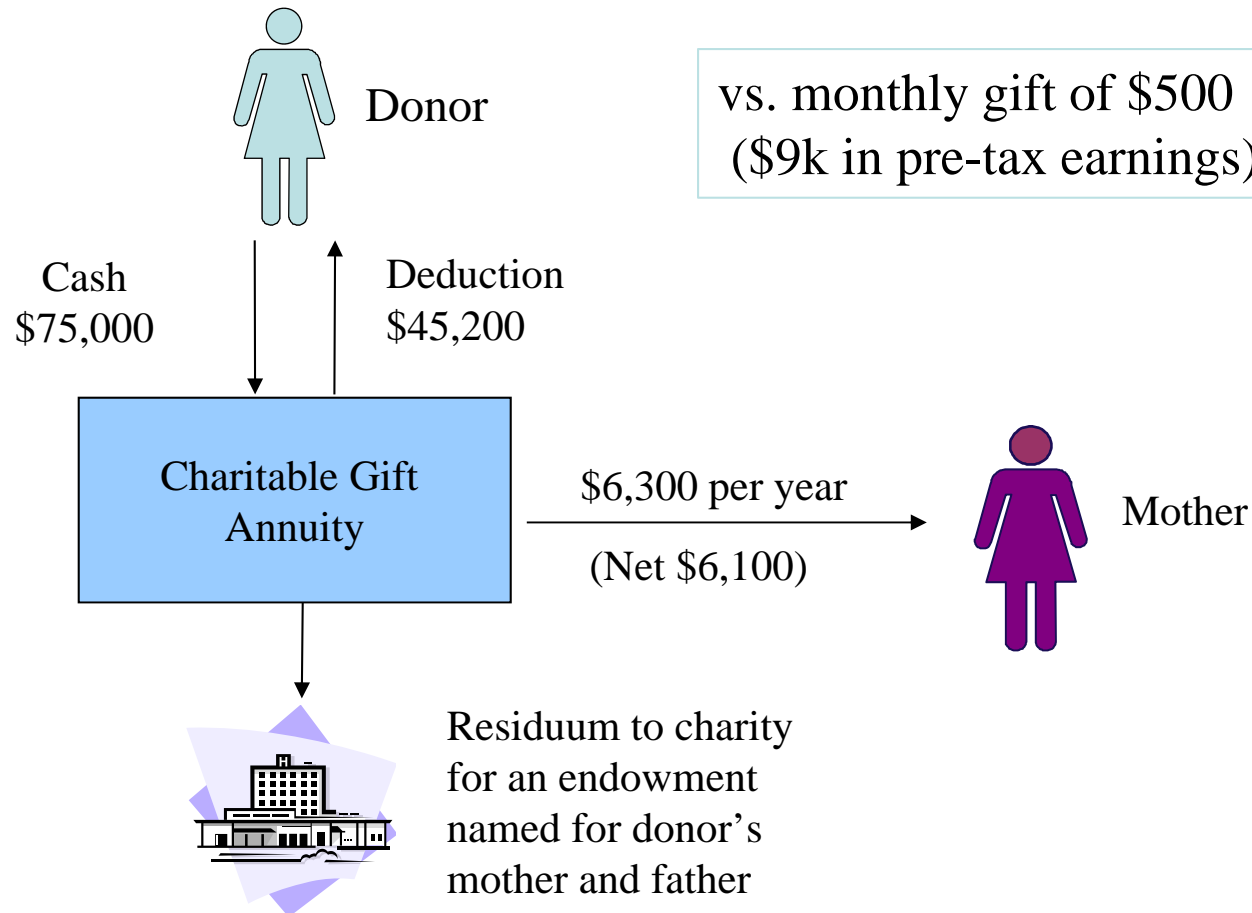 Donor
vs. monthly gift of $500
($9k in pre-tax earnings)
Cash
$75,000
Deduction
$45,200
Charitable Gift
Annuity
$6,300 per year
(Net $6,100)
Mother
Residuum to charity
for an endowment
named for donor’s
mother and father